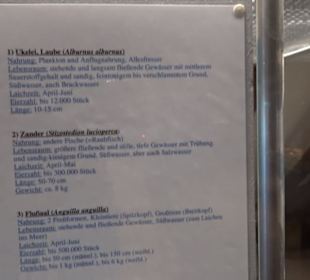 1) Ukelei, Laube (Alburnus alburnus)
Nahrung: Plankton und Anflugnahrung, Allesfresser
Lebensraum: stehende und langsam fließende Gewässer mit mittlerem
Sauerstoffgehalt und sandig, feinsinnigem bis verschlammtem Grund,
Süßwasser, auch Brackwasser
Laichzeit: April-Juni
Eierzahl: bis 12.000 Stück
Länge: 10-15 cm
2) Zander (Stizostedion lucioperca)
Nahrung: andere Fische (=Raubfisch)
Lebensraum: größere fließende und stille, tiefe Gewässer mit Trübung
und sandig-kiesigem Grund, Süßwasser, aber auch Salzwasser
Laichzeit: April-Mai
Eierzahl: bis 300.000 Stück
Länge: 50-70 cm
Gewicht: ca. 8 kg
3) Flußaal (Anguilla anguilla)
Nahrung: 2 Freßformen, Kleintiere (Spitzkopf), Großtiere (Breitkopf)
Lebensraum: stehende und fließende Gewässer, Süßwasser (zum Laichen
ins Meer)
Laichzeit: April-Juni
Eierzahl: bis 500.000 Stück
Länge: bis 50 cm (männl.), bis 150 cm (weibl.)
Gewicht: bis 1 kg (männl.), bis 6 kg (weibl.)